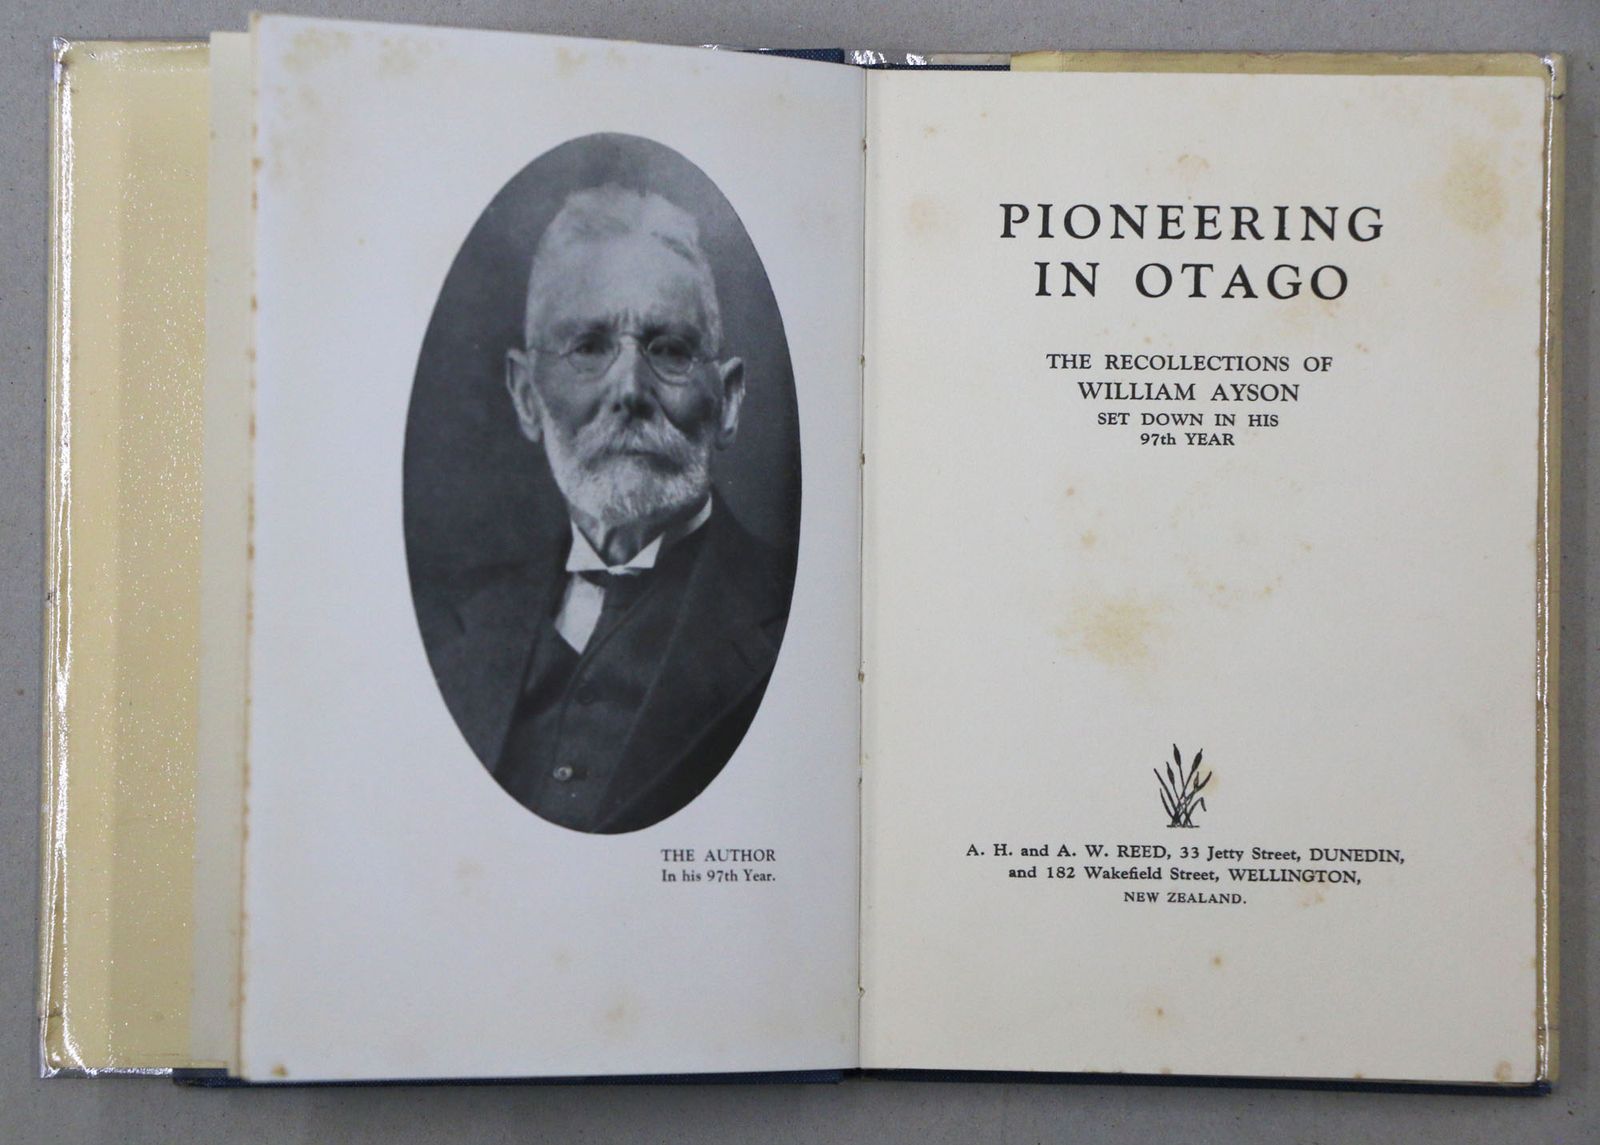 THE AUTHOR
In his 97th Year.
PIONEERING
IN OTAGO
THE RECOLLECTIONS OF
WILLIAM AYSON
SET DOWN IN HIS
97th YEAR
A. H. and A. W. REED, 33 Jetty Street, DUNEDIN,
and 182 Wakefield Street, WELLINGTON,
NEW ZEALAND.